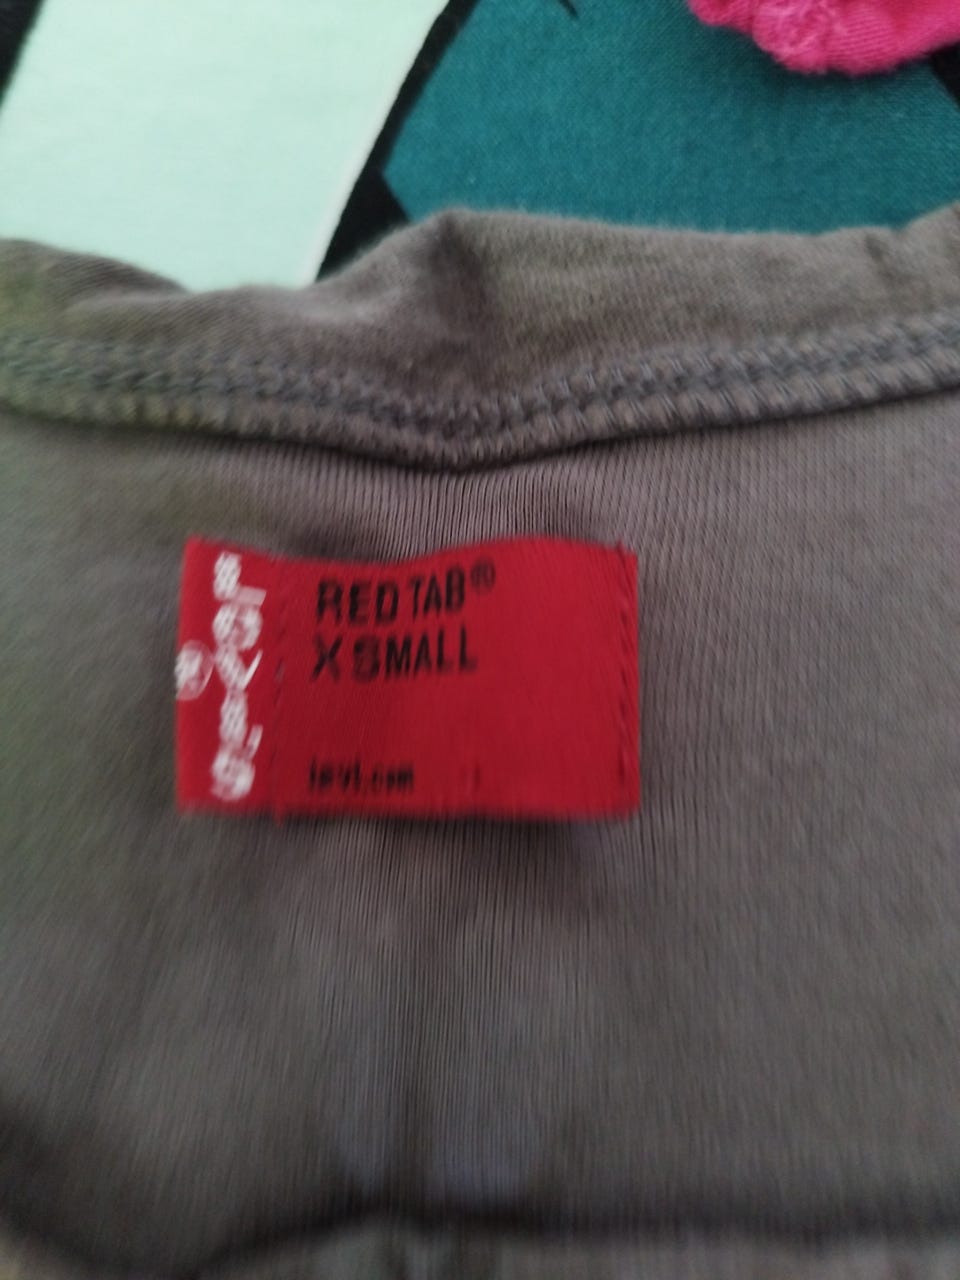 Levi's
®
RED TAB®
X SMALL
levi.com